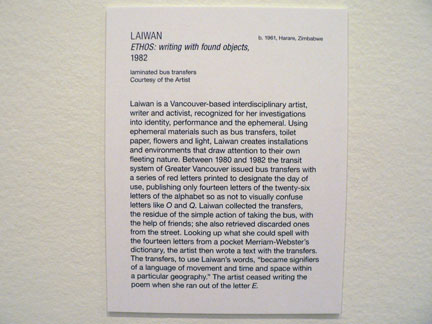 LAIWAN b. 1961, Harare, Zimbabwe
ETHOS: writing with found objects,
1982
laminated bus transfers
Courtesy of the Artist
Laiwan is a Vancouver-based interdisciplinary artist,
writer and activist, recognized for her investigations
into identity, performance and the ephemeral. Using
ephemeral materials such as bus transfers, toilet
paper, flowers and light, Laiwan creates installations
and environments that draw attention to their own
fleeting nature. Between 1980 and 1982 the transit
system of Greater Vancouver issued bus transfers with
a series of red letters printed to designate the day of
use, publishing only fourteen letters of the twenty-six
letters of the alphabet so as not to visually confuse
letters like O and Q. Laiwan collected the transfers,
the residue of the simple action of taking the bus, with
the help of friends; she also retrieved discarded ones
from the street. Looking up what she could spell with
the fourteen letters from a pocket Merriam-Webster's
dictionary, the artist then wrote a text with the transfers.
The transfers, to use Laiwan's words, "became signifiers
of a language of movement and time and space within
a particular geography." The artist ceased writing the
poem when she ran out of the letter E.